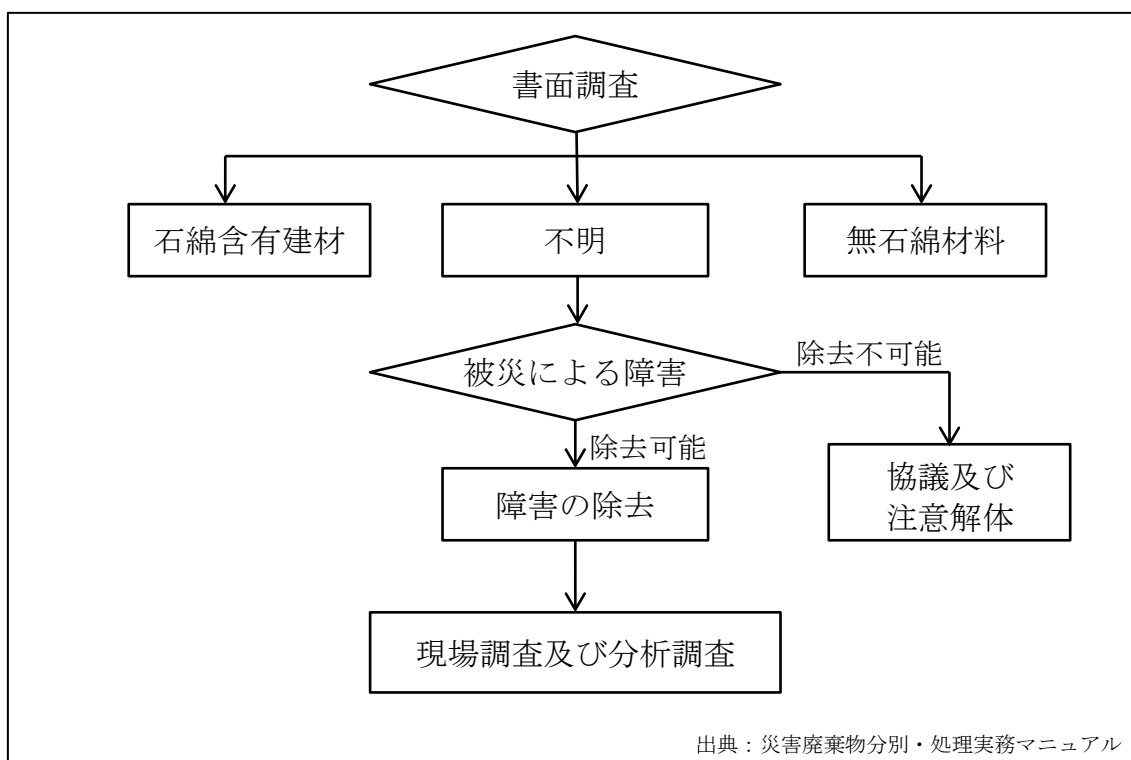 書面調査
石綿含有建材
不明
無石綿材料
被災による障害
除去不可能
除去可能
障害の除去
協議及び
注意解体
現場調査及び分析調査
出典：災害廃棄物分別・処理実務マニュアル